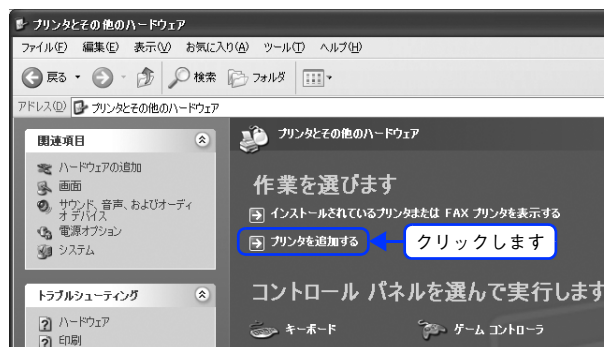 プリンタとその他のハードウェア
ファイル(F) 編集(E) 表示(V) お気に入り(A) ツール(T) ヘルプ(H)
戻る 検索 フォルダ
アドレス(D) プリンタとその他のハードウェア
関連項目
ハードウェアの追加
画面
サウンド、音声、およびオーディ
オ デバイス
電源オプション
システム
トラブルシューティング
ハードウェア
印刷
プリンタとその他のハードウェア
作業を選びます
インストールされているプリンタまたは FAX プリンタを表示する
プリンタを追加する クリックします
コントロール パネルを選んで実行します
キーボード ゲーム コントローラ